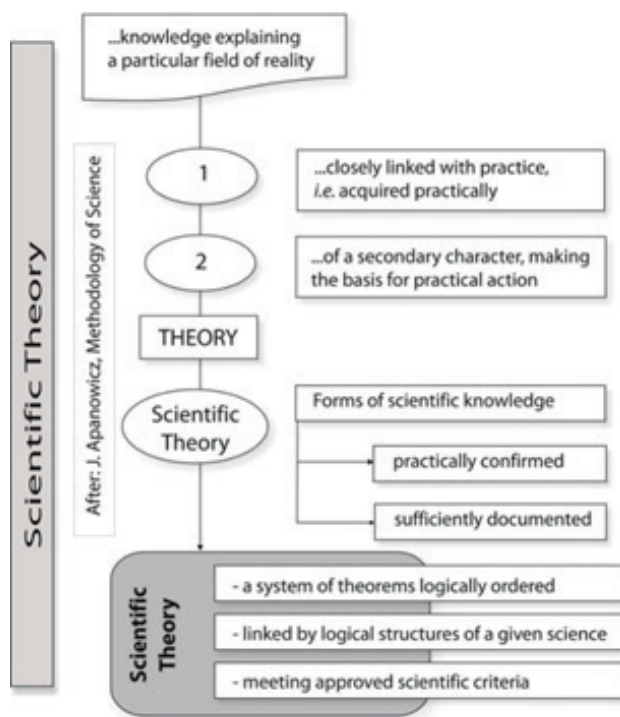 Scientific Theory
After: J. Apanowicz, Methodology of Science
...knowledge explaining
a particular field of reality
1
...closely linked with practice,
i.e. acquired practically
2
...of a secondary character, making
the basis for practical action
THEORY
Scientific
Theory
Forms of scientific knowledge
practically confirmed
sufficiently documented
Scientific
Theory
- a system of theorems logically ordered
- linked by logical structures of a given science
- meeting approved scientific criteria